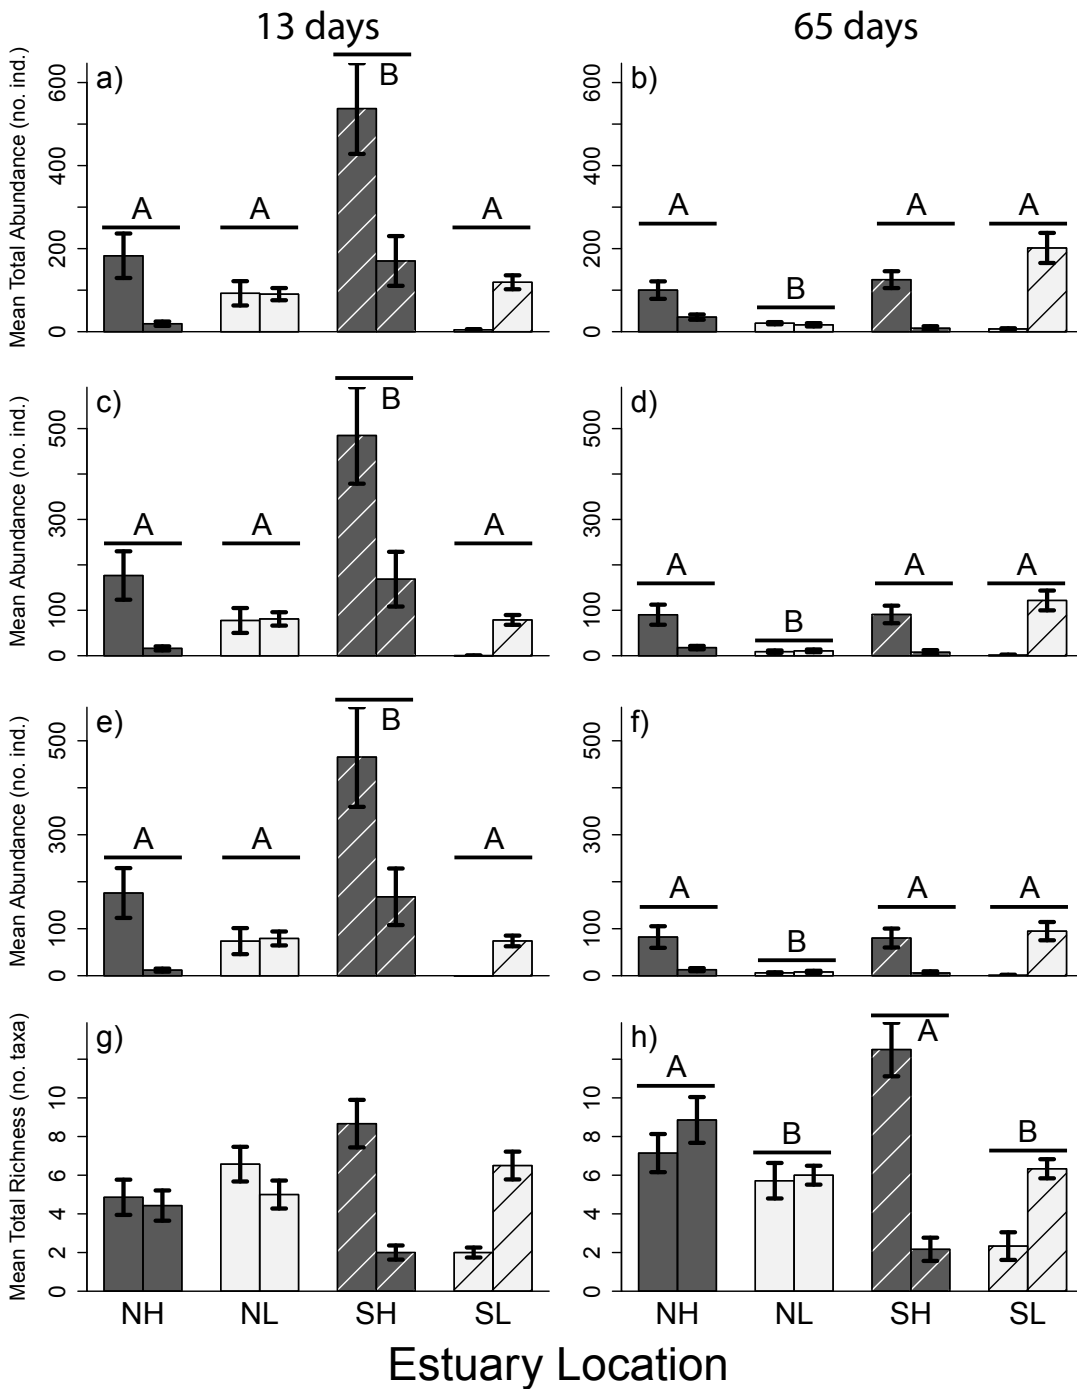 13 days 65 days
Mean Total Abundance (no. ind.)
a)
600
400
200
0
A A B A
b)
600
400
200
0
A B A A
Mean Abundance (no. ind.)
c)
500
300
100
0
A A B A
d)
500
300
100
0
A B A A
Mean Abundance (no. ind.)
e)
500
300
100
0
A A B A
f)
500
300
100
0
A B A A
Mean Total Richness (no. taxa)
g)
10
8
6
4
2
0
h)
10
8
6
4
2
0
A B A B
NH NL SH SL NH NL SH SL
Estuary Location